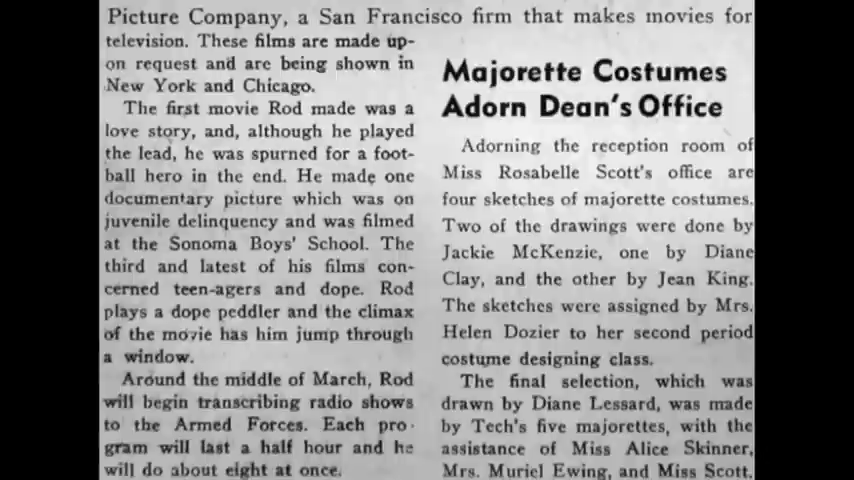 Picture Company, a San Francisco firm that makes movies for
television. These films are made up-
on request and are being shown in
New York and Chicago.
The first movie Rod made was a
love story, and, although he played
the lead, he was spurned for a foot-
ball hero in the end. He made one
documentary picture which was on
juvenile delinquency and was filmed
at the Sonoma Boys' School. The
third and latest of his films con-
cerned teen-agers and dope. Rod
plays a dope peddler and the climax
of the movie has him jump through
a window.
Around the middle of March, Rod
will begin transcribing radio shows
to the Armed Forces. Each pro-
gram will last a half hour and he
will do about eight at once.
Majorette Costumes
Adorn Dean's Office
Adorning the reception room of
Miss Rosabelle Scott's office are
four sketches of majorette costumes.
Two of the drawings were done by
Jackie McKenzie, one by Diane
Clay, and the other by Jean King.
The sketches were assigned by Mrs.
Helen Dozier to her second period
costume designing class.
The final selection, which was
drawn by Diane Lessard, was made
by Tech's five majorettes, with the
assistance of Miss Alice Skinner,
Mrs. Muriel Ewing, and Miss Scott.